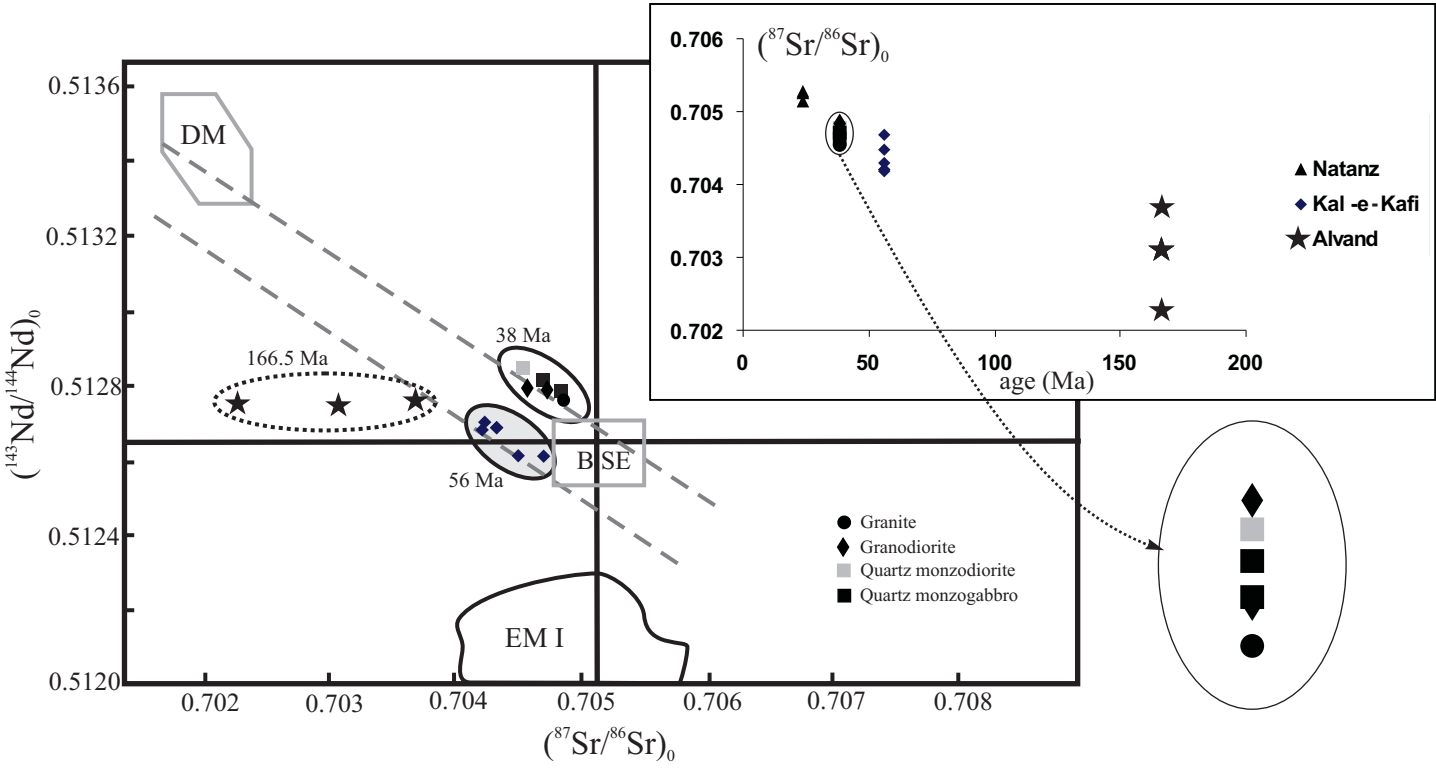 0.5136
0.5132
0.5128
0.5124
0.5120
(¹⁴³Nd/¹⁴⁴Nd)₀
DM
166.5 Ma
38 Ma
56 Ma
BSE
EM I
Granite
Granodiorite
Quartz monzodiorite
Quartz monzogabbro
0.702 0.703 0.704 0.705 0.706 0.707 0.708
(⁸⁷Sr/⁸⁶Sr)₀
(⁸⁷Sr/⁸⁶Sr)₀
0.706
0.705
0.704
0.703
0.702
0 50 100 150 200
age (Ma)
Natanz
Kal -e-Kafi
Alvand